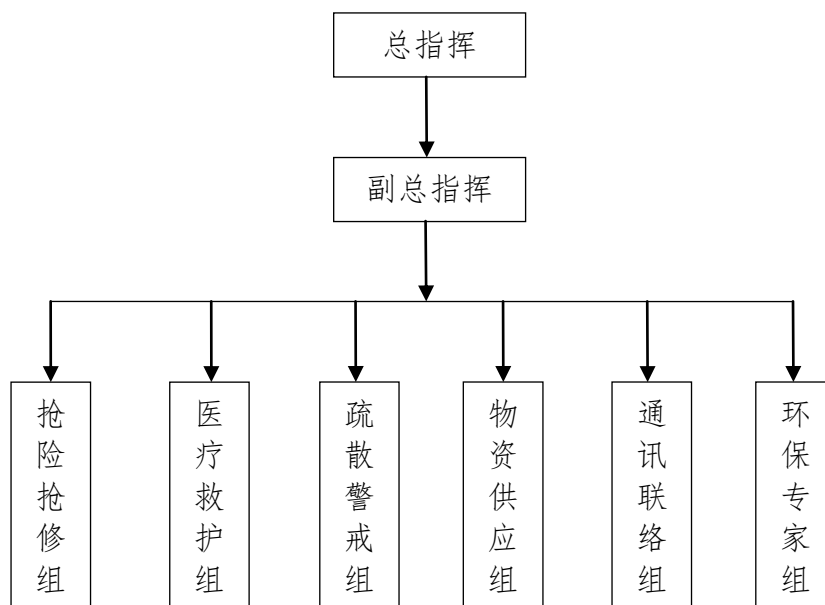 总指挥
副总指挥
抢险抢修组
医疗救护组
疏散警戒组
物资供应组
通讯联络组
环保专家组